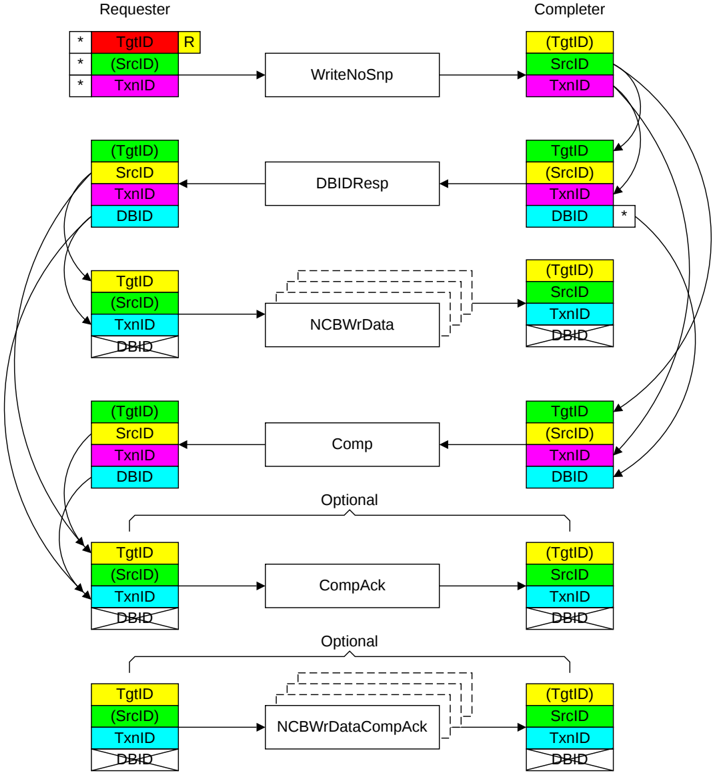 Requester Completer
* TgtID R (TgtID)
* (SrcID) SrcID
* TxnID WriteNoSnp TxnID
(TgtID) TgtID
SrcID DBIDResp (SrcID)
TxnID TxnID
DBID DBID *
TgtID (TgtID)
(SrcID) SrcID
TxnID NCBWrData TxnID
DBID DBID
(TgtID) TgtID
SrcID Comp (SrcID)
TxnID TxnID
DBID DBID
Optional
TgtID (TgtID)
(SrcID) CompAck SrcID
TxnID TxnID
DBID DBID
Optional
TgtID (TgtID)
(SrcID) NCBWrDataCompAck SrcID
TxnID TxnID
DBID DBID